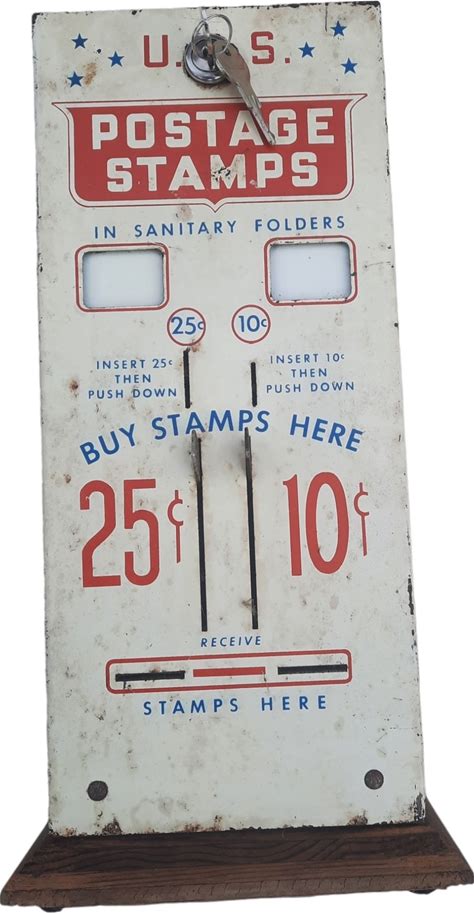 U. S.
POSTAGE
STAMPS
IN SANITARY FOLDERS
25¢ 10¢
INSERT 25¢
THEN
PUSH DOWN
INSERT 10¢
THEN
PUSH DOWN
BUY STAMPS HERE
25¢ 10¢
RECEIVE
STAMPS HERE